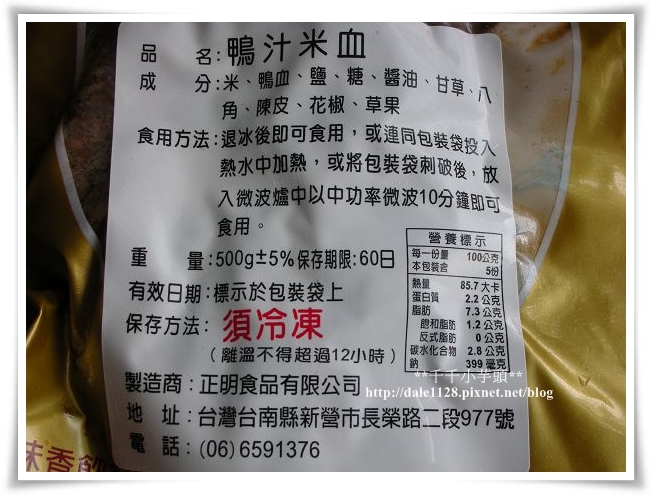 品 名:鴨汁米血
成 分:米、鴨血、鹽、糖、醬油、甘草、八
角、陳皮、花椒、草果
食用方法:退冰後即可食用，或連同包裝袋投入
熱水中加熱，或將包裝袋刺破後，放
入微波爐中以中功率微波10分鐘即可
食用。
重 量:500g±5%保存期限:60日
有效日期:標示於包裝袋上
保存方法:須冷凍
(離溫不得超過12小時)
營養標示
每一份量 100公克
本包裝含 5份
熱量 85.7大卡
蛋白質 2.2公克
脂肪 7.3公克
飽和脂肪 1.2公克
反式脂肪 0公克
碳水化合物 2.8公克
鈉 399毫克
製造商:正明食品有限公司
地 址:台灣台南縣新營市長榮路二段977號
電 話:(06)6591376
**千千小芋頭**
http://dale1128.pixnet.net/blog
味香飽